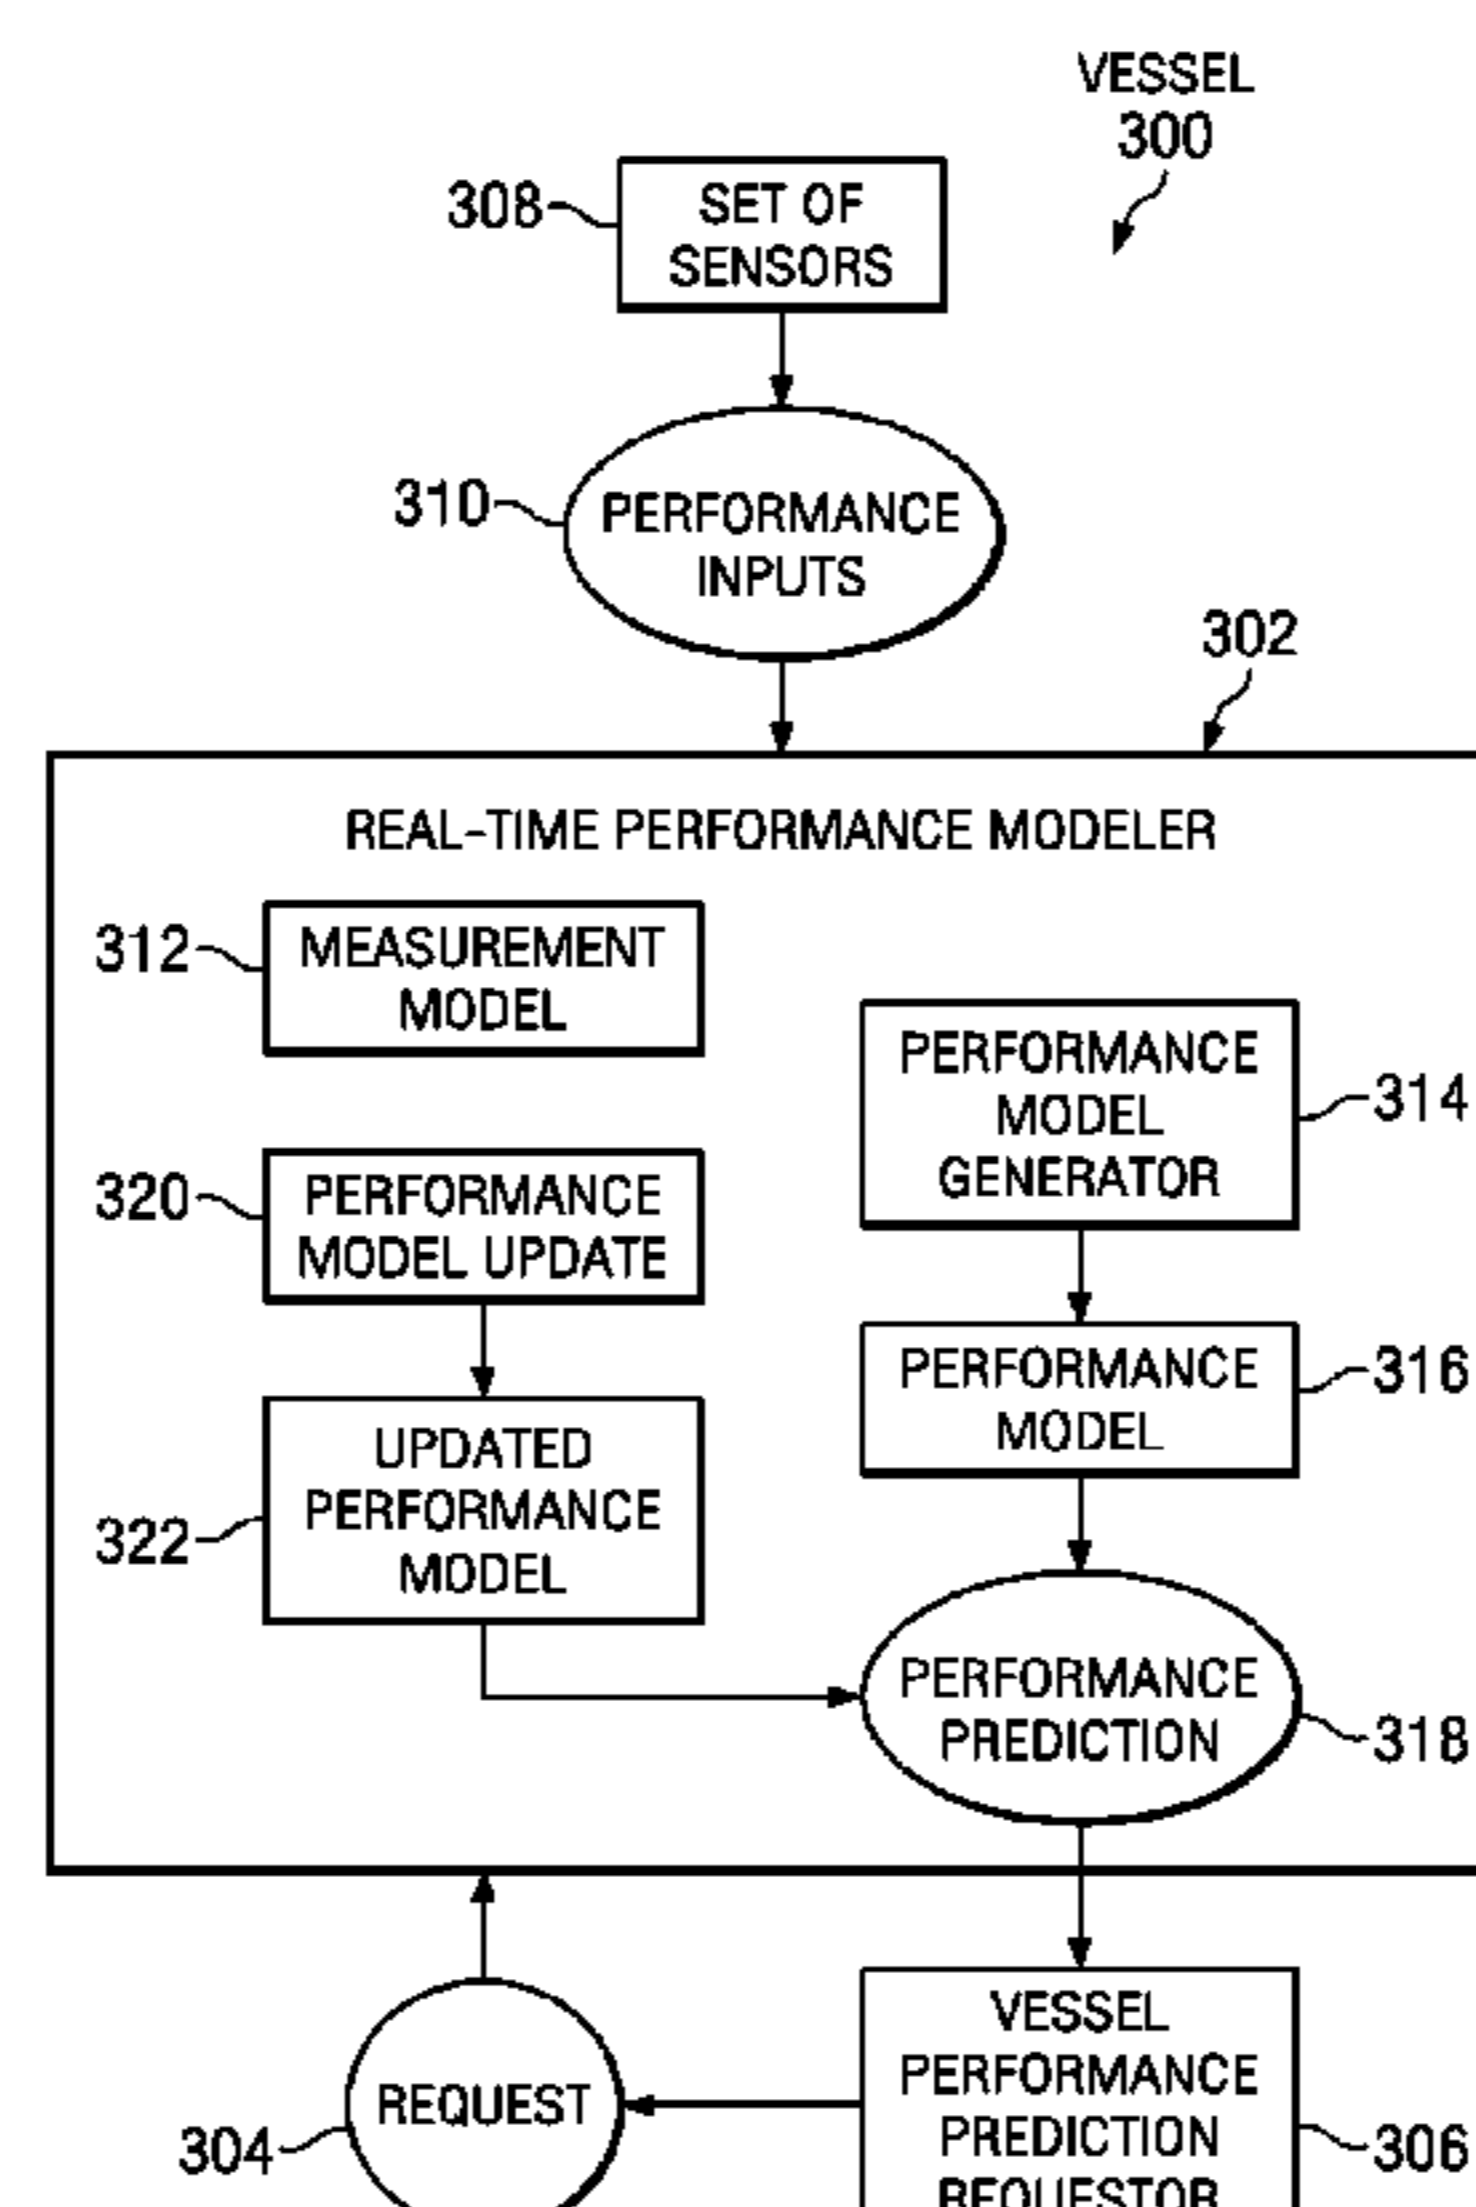 VESSEL
300
308
SET OF
SENSORS
310
PERFORMANCE
INPUTS
302
REAL-TIME PERFORMANCE MODELER
312
MEASUREMENT
MODEL
PERFORMANCE
MODEL
GENERATOR
314
320
PERFORMANCE
MODEL UPDATE
PERFORMANCE
MODEL
316
322
UPDATED
PERFORMANCE
MODEL
PERFORMANCE
PREDICTION
318
REQUEST
304
VESSEL
PERFORMANCE
PREDICTION
REQUESTOR
306